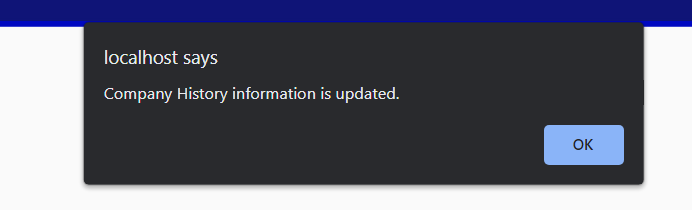 localhost says
Company History information is updated.
OK